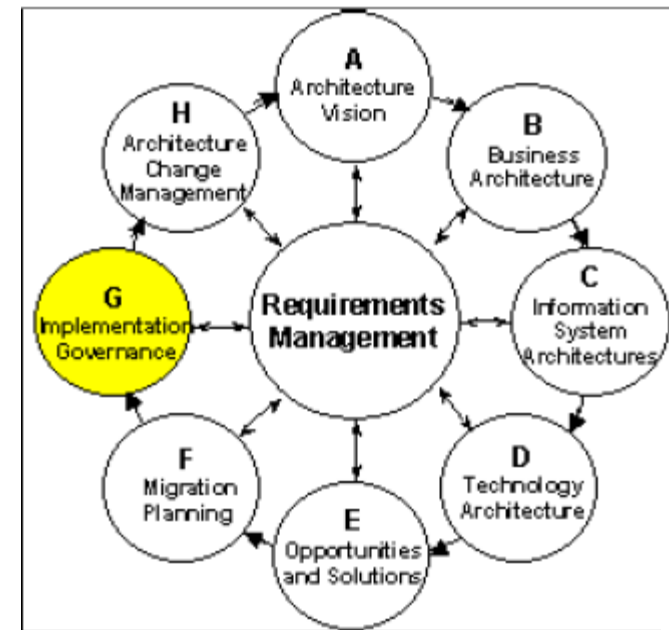 A
Architecture
Vision
B
Business
Architecture
C
Information
System
Architectures
D
Technology
Architecture
E
Opportunities
and Solutions
F
Migration
Planning
G
Implementation
Governance
H
Architecture
Change
Management
Requirements
Management